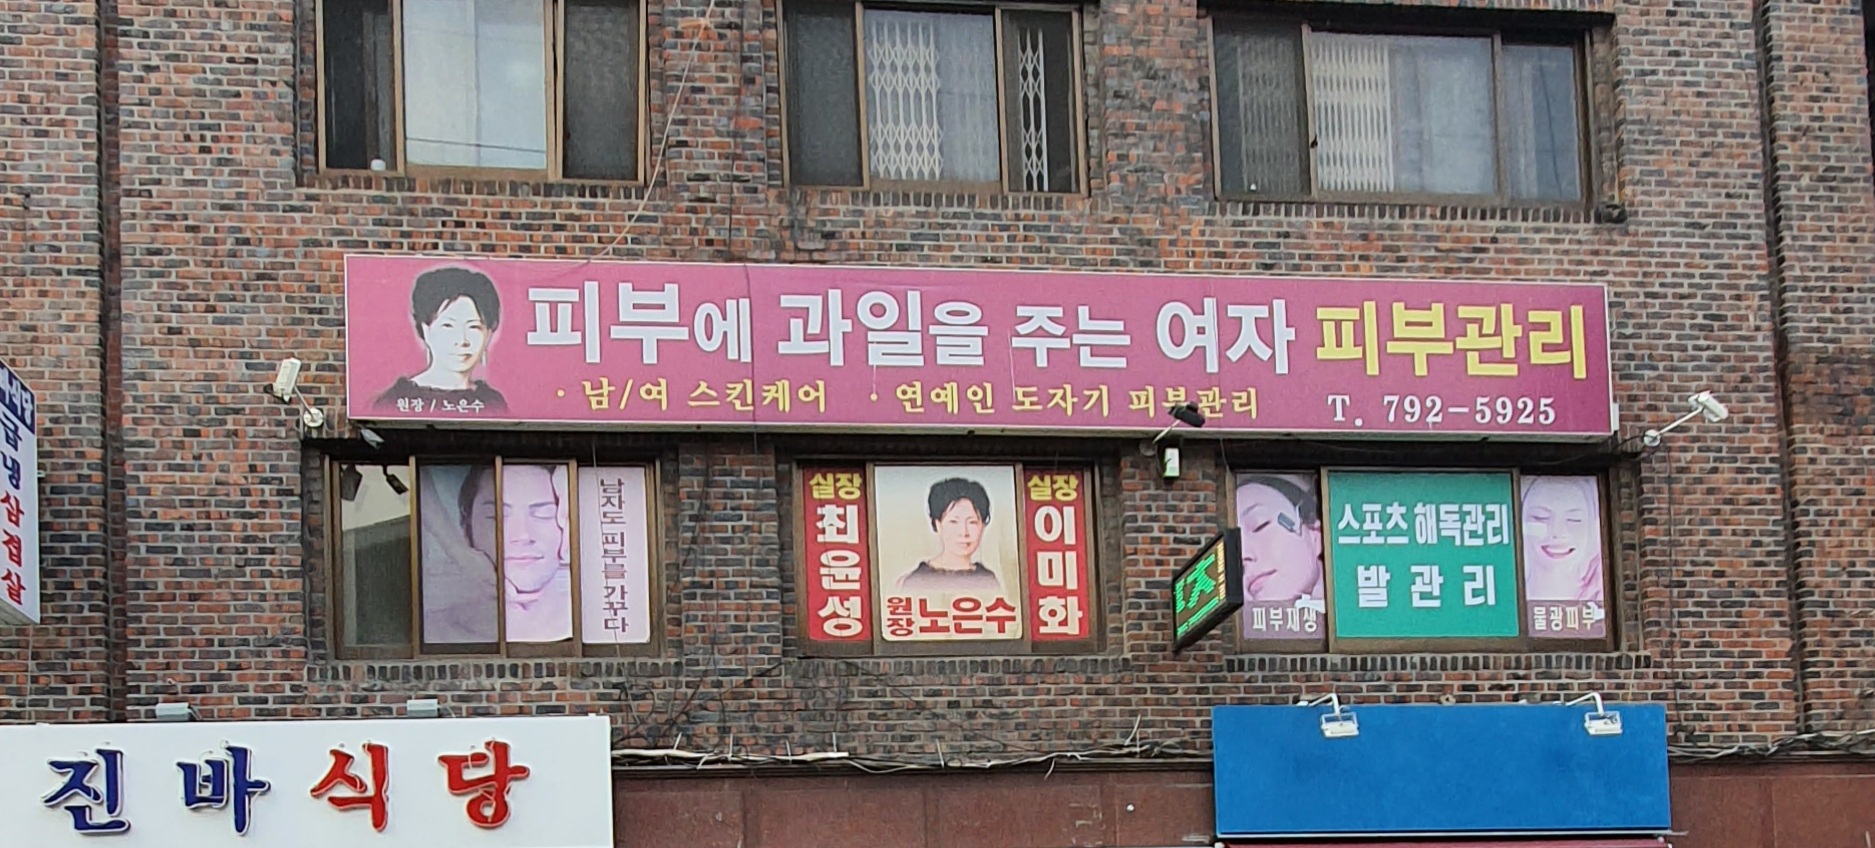 피부에 과일을 주는 여자 피부관리
· 남/여 스킨케어 · 연예인 도자기 피부관리 T. 792-5925
원장 / 노은수
남자도피부를가꾸다
실장 최윤성
원장 노은수
실장 이미화
피부재생
스포츠 해독관리
발 관 리
물광피부
냉삼겹살
진바식당